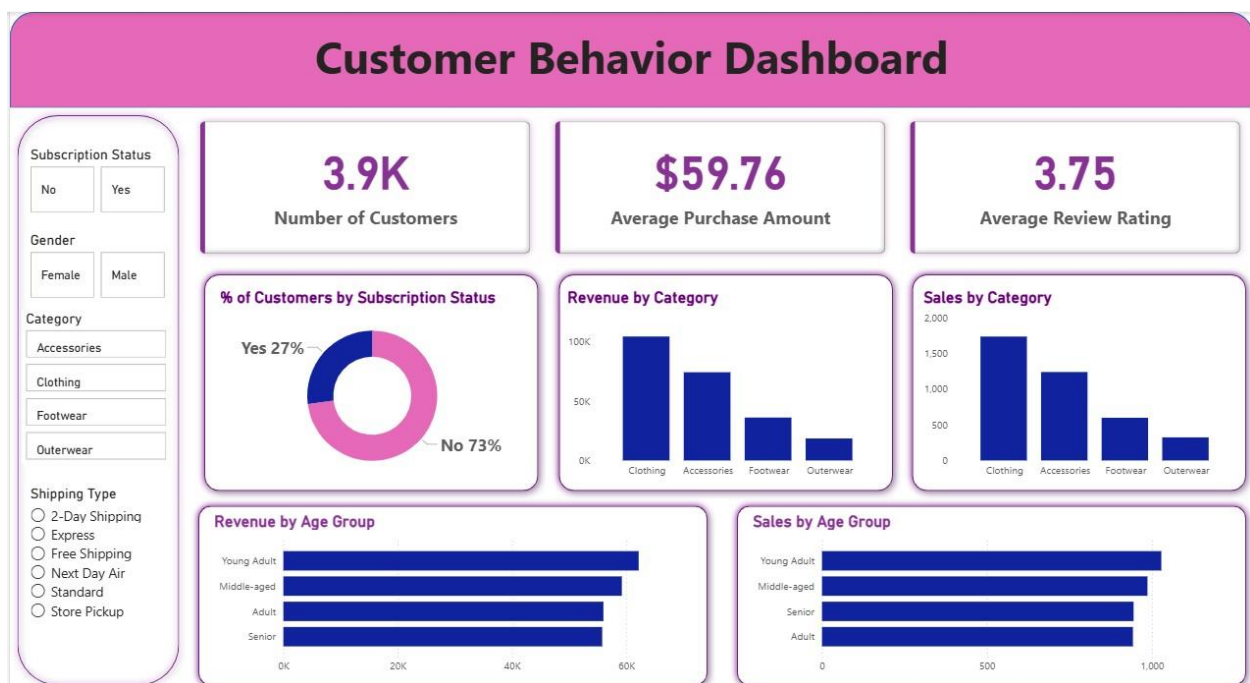 Customer Behavior Dashboard
Subscription Status
No
Yes
Gender
Female
Male
Category
Accessories
Clothing
Footwear
Outerwear
Shipping Type
2-Day Shipping
Express
Free Shipping
Next Day Air
Standard
Store Pickup
3.9K
Number of Customers
$59.76
Average Purchase Amount
3.75
Average Review Rating
% of Customers by Subscription Status
Yes 27%
No 73%
Revenue by Category
100K
50K
0K
Clothing
Accessories
Footwear
Outerwear
Sales by Category
2,000
1,500
1,000
500
0
Clothing
Accessories
Footwear
Outerwear
Revenue by Age Group
Young Adult
Middle-aged
Adult
Senior
0K
20K
40K
60K
Sales by Age Group
Young Adult
Middle-aged
Senior
Adult
0
500
1,000